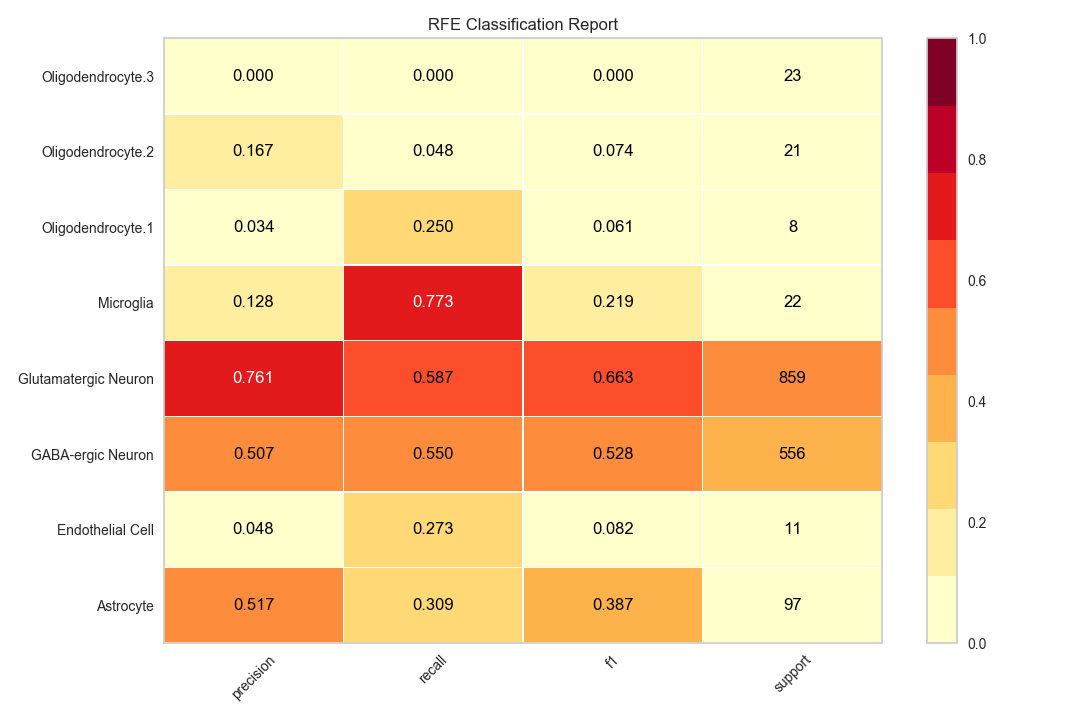 RFE Classification Report
Oligodendrocyte.3 0.000 0.000 0.000 23
Oligodendrocyte.2 0.167 0.048 0.074 21
Oligodendrocyte.1 0.034 0.250 0.061 8
Microglia 0.128 0.773 0.219 22
Glutamatergic Neuron 0.761 0.587 0.663 859
GABA-ergic Neuron 0.507 0.550 0.528 556
Endothelial Cell 0.048 0.273 0.082 11
Astrocyte 0.517 0.309 0.387 97
precision recall f1 support
1.0
0.8
0.6
0.4
0.2
0.0